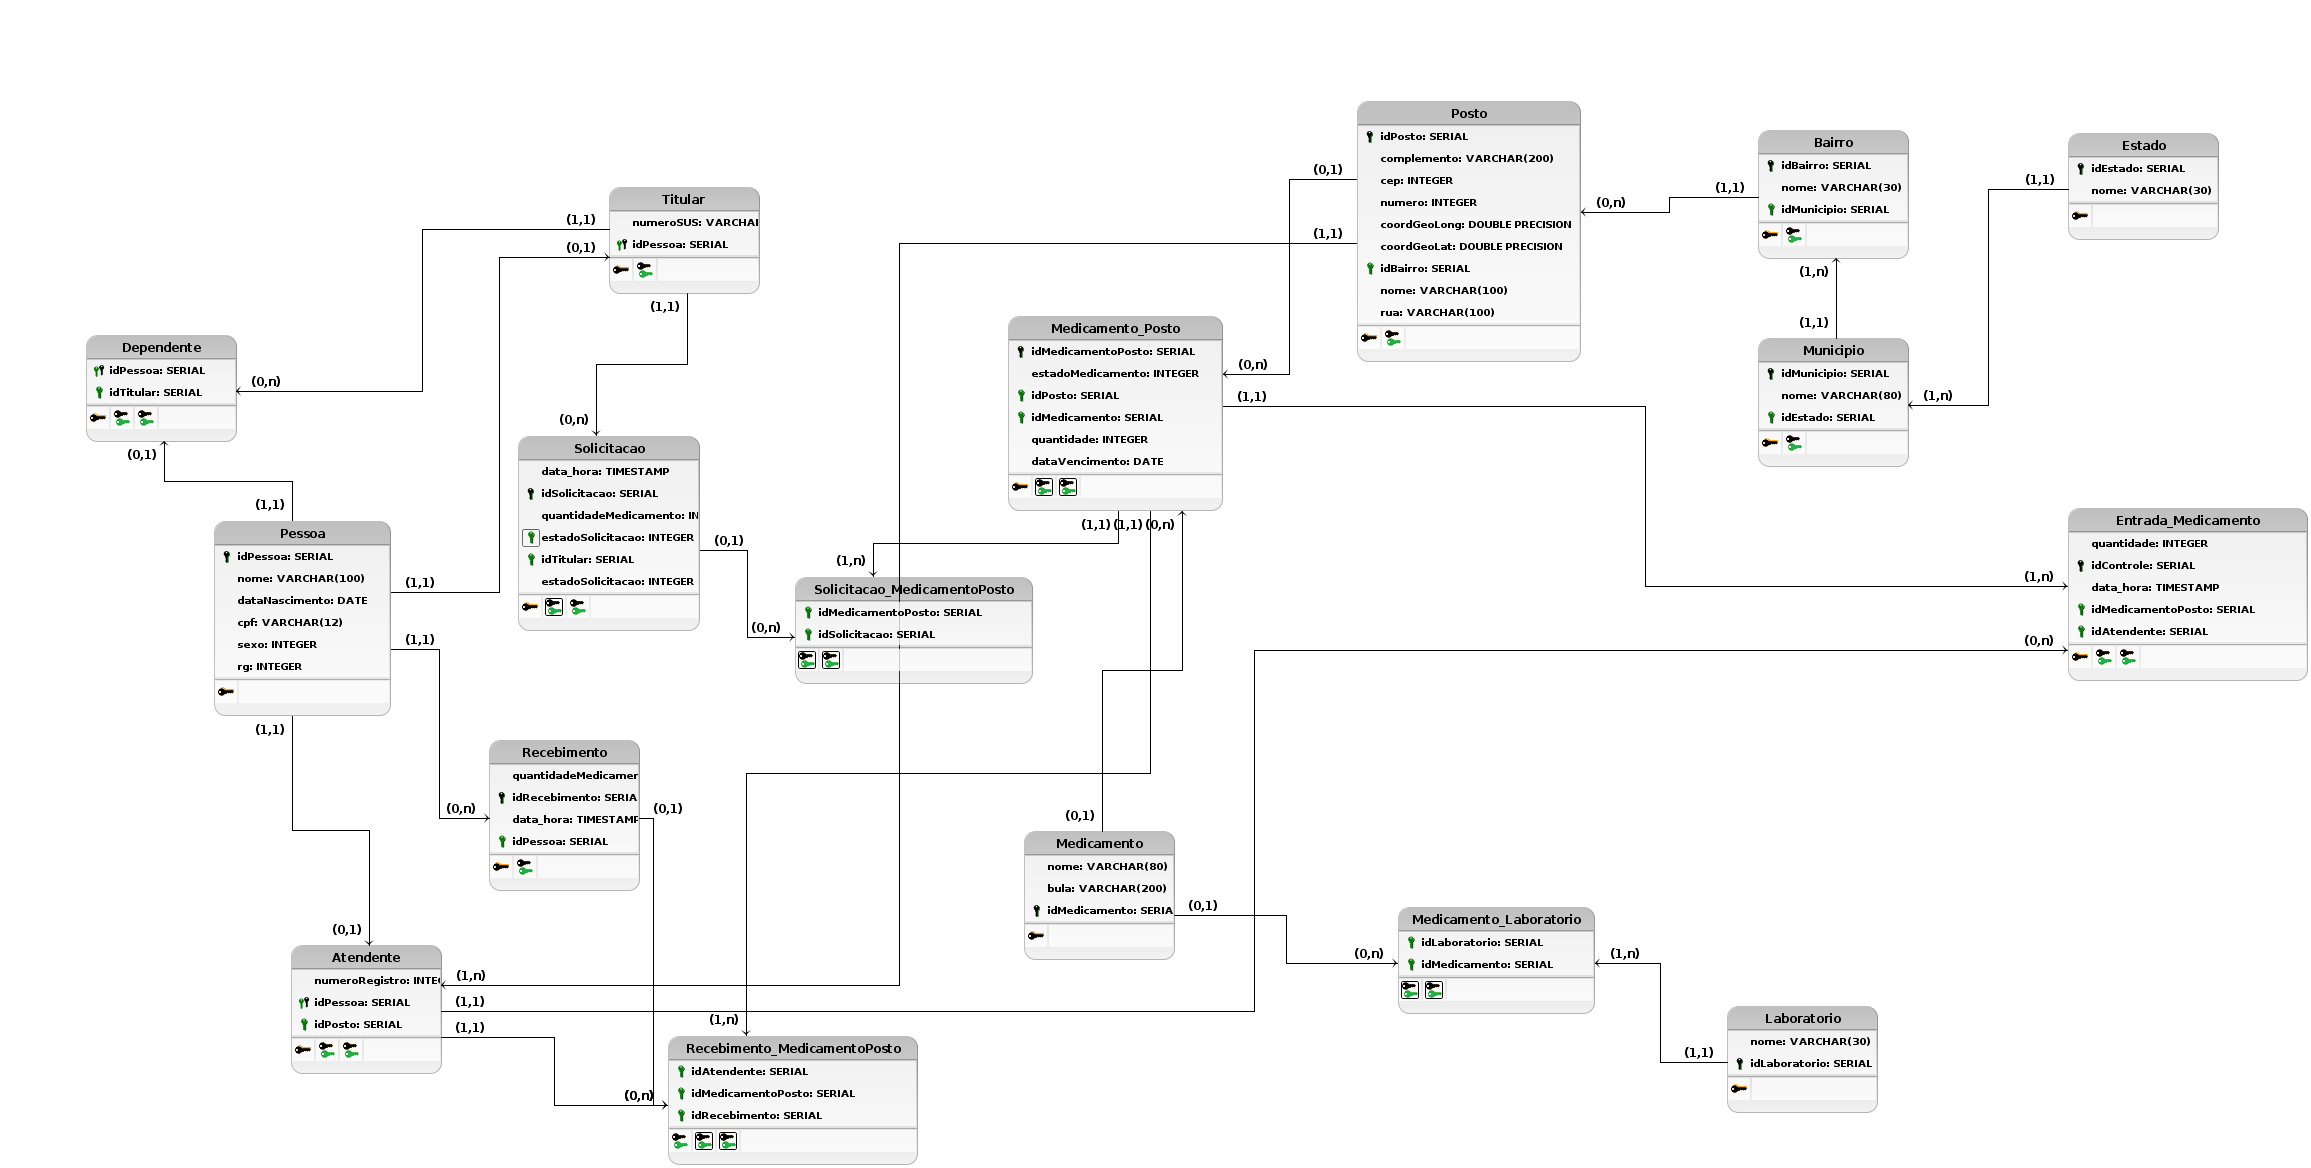 Posto
idPosto: SERIAL
complemento: VARCHAR(200)
cep: INTEGER
numero: INTEGER
coordGeoLong: DOUBLE PRECISION
coordGeoLat: DOUBLE PRECISION
idBairro: SERIAL
nome: VARCHAR(100)
rua: VARCHAR(100)
(0,1)
(1,1)
Bairro
idBairro: SERIAL
nome: VARCHAR(30)
idMunicipio: SERIAL
(0,n)
(1,1)
(1,n)
Estado
idEstado: SERIAL
nome: VARCHAR(30)
(1,1)
Titular
numeroSUS: VARCHAI
idPessoa: SERIAL
(1,1)
(0,1)
(1,1)
Medicamento_Posto
idMedicamentoPosto: SERIAL
estadoMedicamento: INTEGER
idPosto: SERIAL
idMedicamento: SERIAL
quantidade: INTEGER
dataVencimento: DATE
(0,n)
(1,1)
(1,1) (1,1) (0,n)
Dependente
idPessoa: SERIAL
idTitular: SERIAL
(0,n)
(0,1)
Municipio
idMunicipio: SERIAL
nome: VARCHAR(80)
idEstado: SERIAL
(1,1)
(1,n)
Solicitacao
data_hora: TIMESTAMP
idSolicitacao: SERIAL
quantidadeMedicamento: IN
estadoSolicitacao: INTEGER
idTitular: SERIAL
estadoSolicitacao: INTEGER
(0,n)
(0,1)
Entrada_Medicamento
quantidade: INTEGER
idControle: SERIAL
data_hora: TIMESTAMP
idMedicamentoPosto: SERIAL
idAtendente: SERIAL
(1,n)
(0,n)
Pessoa
idPessoa: SERIAL
nome: VARCHAR(100)
dataNascimento: DATE
cpf: VARCHAR(12)
sexo: INTEGER
rg: INTEGER
(1,1)
(1,1)
(1,1)
(1,1)
Solicitacao_MedicamentoPosto
idMedicamentoPosto: SERIAL
idSolicitacao: SERIAL
(1,n)
(0,n)
Recebimento
quantidadeMedicamer
idRecebimento: SERIA
data_hora: TIMESTAMP
idPessoa: SERIAL
(0,n)
(0,1)
Medicamento
nome: VARCHAR(80)
bula: VARCHAR(200)
idMedicamento: SERIA
(0,1)
(0,1)
Medicamento_Laboratorio
idLaboratorio: SERIAL
idMedicamento: SERIAL
(0,n)
(1,n)
Atendente
numeroRegistro: INTE
idPessoa: SERIAL
idPosto: SERIAL
(0,1)
(1,n)
(1,1)
(1,1)
Laboratorio
nome: VARCHAR(30)
idLaboratorio: SERIAL
(1,1)
Recebimento_MedicamentoPosto
idAtendente: SERIAL
idMedicamentoPosto: SERIAL
idRecebimento: SERIAL
(1,n)
(0,n)